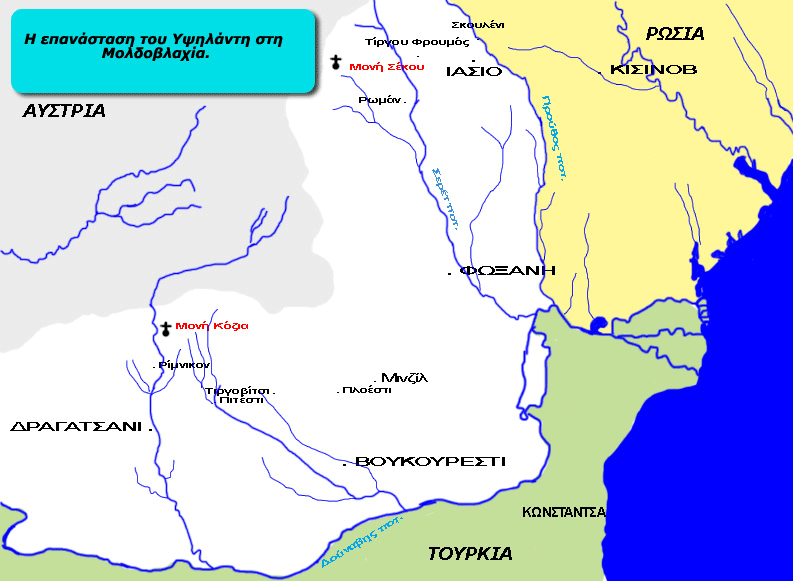 Η επανάσταση του Υψηλάντη στη
Μολδοβλαχία.
Σκουλένι
ΡΩΣΙΑ
Τίργου Φρουμός
Μονή Σέκου
ΙΑΣΙΟ
ΚΙΣΙΝΟΒ
Ρωμάν
ΑΥΣΤΡΙΑ
Προύθος ποτ.
Σερέτ ποτ.
ΦΩΞΑΝΗ
Μονή Κόζια
Ρίμνικον
Μινζίλ
Τιργοβίτσι
Πλοέστι
Πιτέστι
ΔΡΑΓΑΤΣΑΝΙ
ΒΟΥΚΟΥΡΕΣΤΙ
ΚΩΝΣΤΑΝΤΣΑ
Δούναβης ποτ.
ΤΟΥΡΚΙΑ